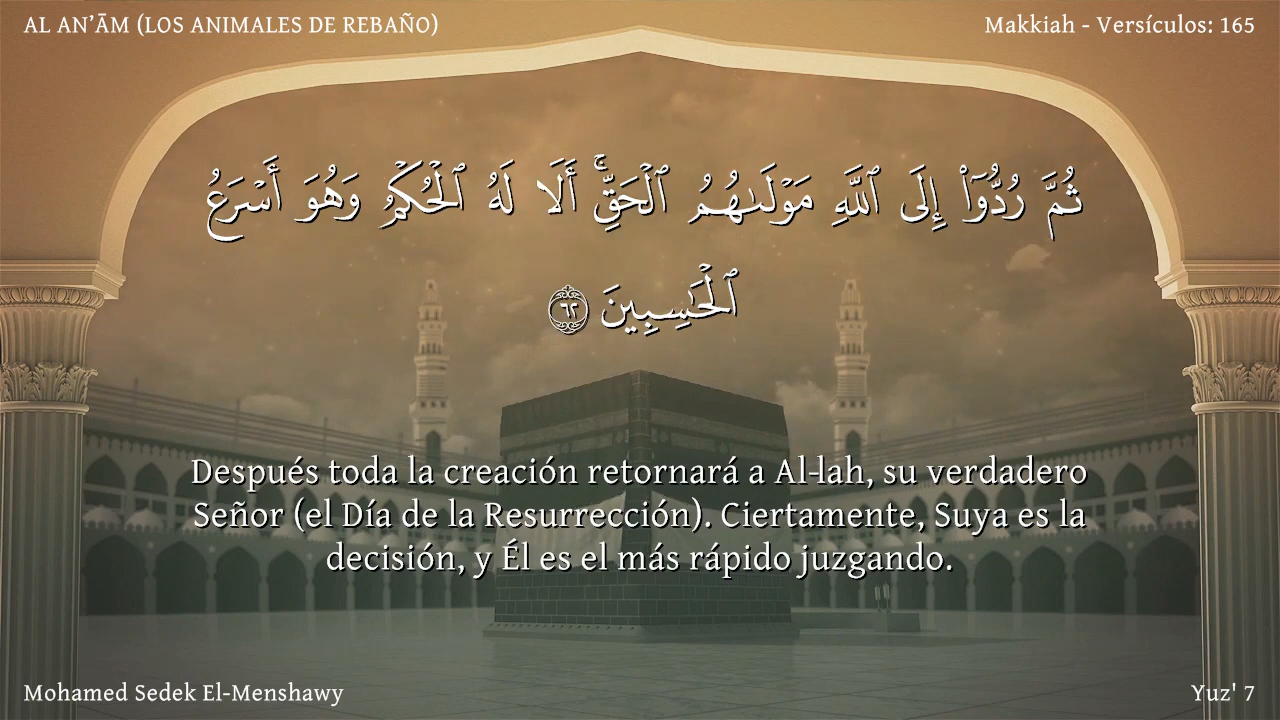 AL AN’ĀM (LOS ANIMALES DE REBAÑO)
Makkiah - Versículos: 165
ثُمَّ رُدُّوٓا۟ إِلَى ٱللَّهِ مَوْلَىٰهُمُ ٱلْحَقِّ ۚ أَلَا لَهُ ٱلْحُكْمُ وَهُوَ أَسْرَعُ
ٱلْحَـٰسِبِينَ ٦٢
Después toda la creación retornará a Al-lah, su verdadero
Señor (el Día de la Resurrección). Ciertamente, Suya es la
decisión, y Él es el más rápido juzgando.
Mohamed Sedek El-Menshawy
Yuz' 7